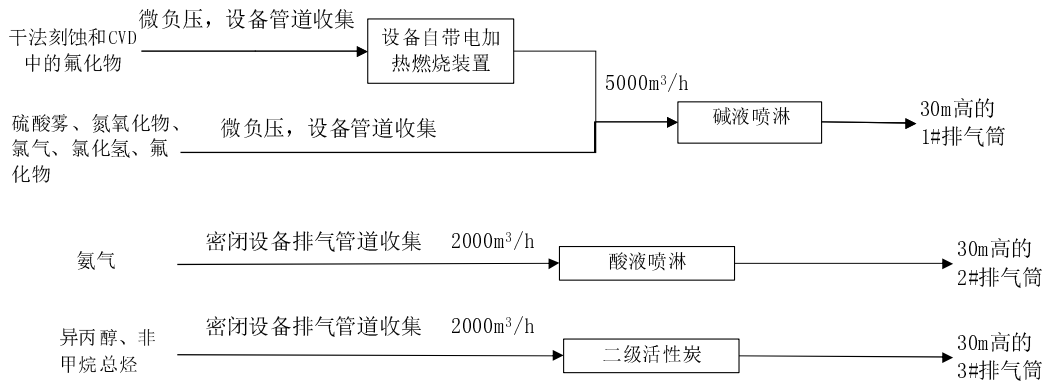 微负压，设备管道收集
干法刻蚀和CVD
中的氟化物
设备自带电加
热燃烧装置
5000m³/h
硫酸雾、氮氧化物、
氯气、氯化氢、氟
化物
微负压，设备管道收集
碱液喷淋
30m高的
1#排气筒
氨气
密闭设备排气管道收集 2000m³/h
酸液喷淋
30m高的
2#排气筒
异丙醇、非
甲烷总烃
密闭设备排气管道收集 2000m³/h
二级活性炭
30m高的
3#排气筒